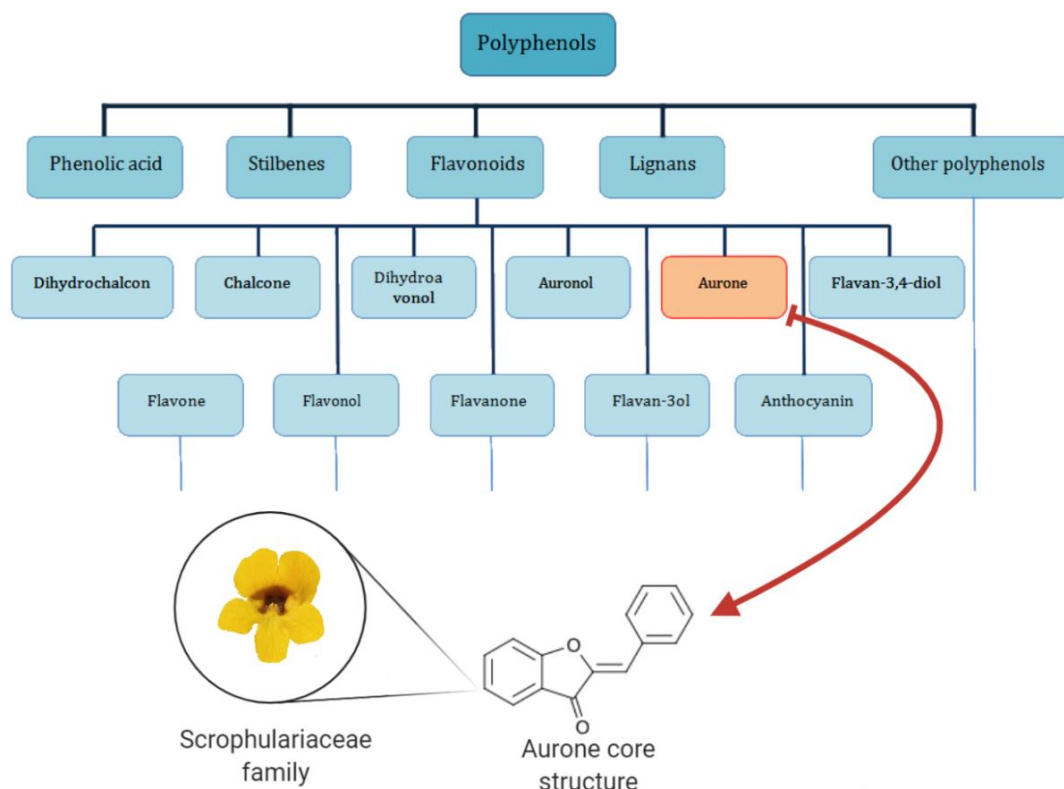 Polyphenols
Phenolic acid
Stilbenes
Flavonoids
Lignans
Other polyphenols
Dihydrochalcon
Chalcone
Dihydroa
vonol
Auronol
Aurone
Flavan-3,4-diol
Flavone
Flavonol
Flavanone
Flavan-3ol
Anthocyanin
O
O
Scrophulariaceae
family
Aurone core
structure